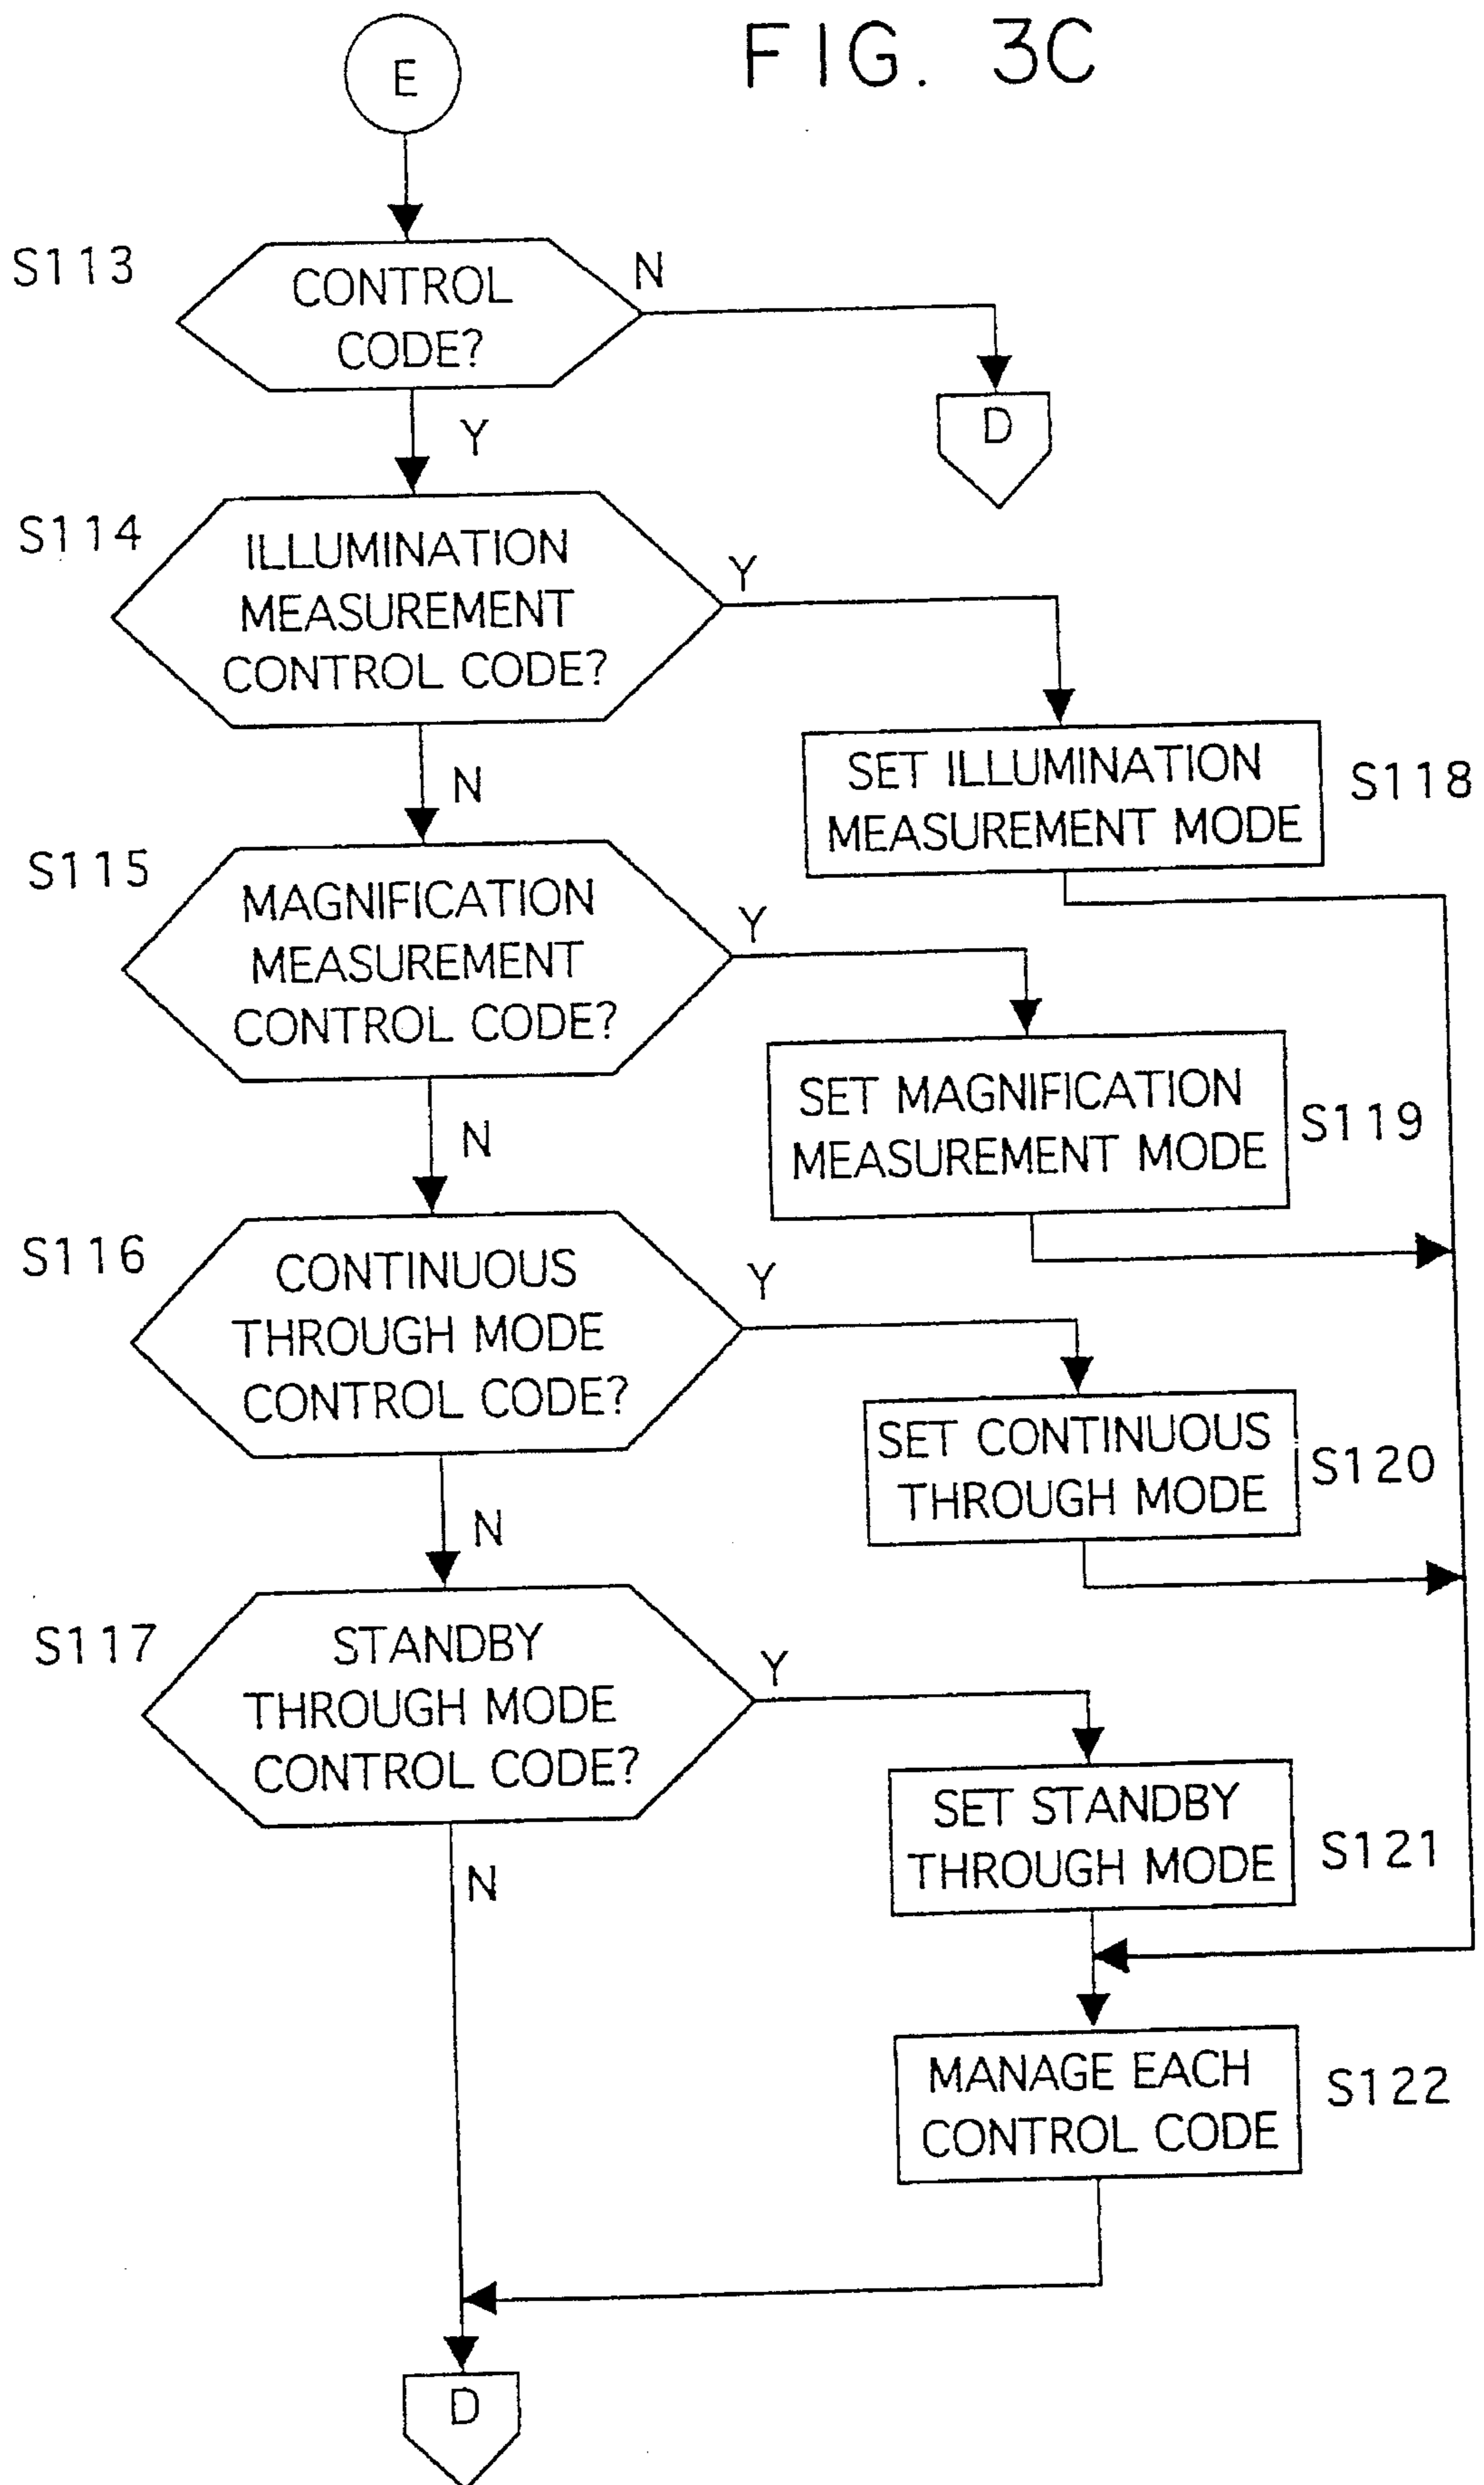 FIG. 3C
E
S113
CONTROL
CODE?
N
D
Y
S114
ILLUMINATION
MEASUREMENT
CONTROL CODE?
Y
SET ILLUMINATION
MEASUREMENT MODE
S118
N
S115
MAGNIFICATION
MEASUREMENT
CONTROL CODE?
Y
SET MAGNIFICATION
MEASUREMENT MODE
S119
N
S116
CONTINUOUS
THROUGH MODE
CONTROL CODE?
Y
SET CONTINUOUS
THROUGH MODE
S120
N
S117
STANDBY
THROUGH MODE
CONTROL CODE?
Y
SET STANDBY
THROUGH MODE
S121
N
MANAGE EACH
CONTROL CODE
S122
D